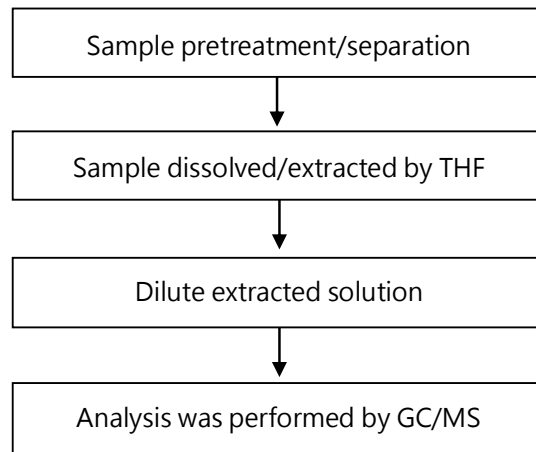 Sample pretreatment/separation
Sample dissolved/extracted by THF
Dilute extracted solution
Analysis was performed by GC/MS